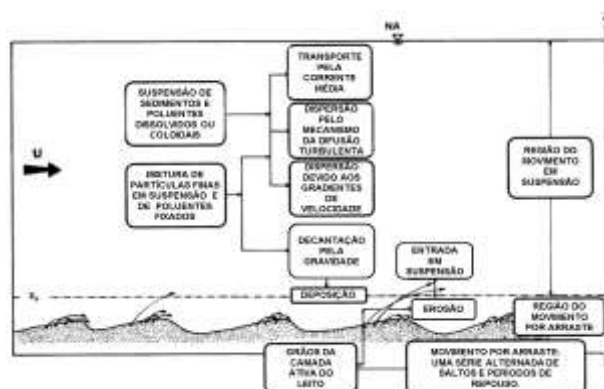 NA
TRANSPORTE
PELA
CORRENTE
MÉDIA
SUSPENSÃO DE
SEDIMENTOS E
POLUENTES
DISSOLVIDOS OU
COLOIDAIS
DISPERSÃO
PELO
MECANISMO
DA DIFUSÃO
TURBULENTA
REGIÃO DO
MOVIMENTO
EM
SUSPENSÃO
U
MISTURA DE
PARTÍCULAS FINAS
EM SUSPENSÃO E
DE POLUENTES
FIXADOS
DISPERSÃO
DEVIDO AOS
GRADIENTES
DE
VELOCIDADE
DECANTAÇÃO
PELA
GRAVIDADE
ENTRADA
EM
SUSPENSÃO
DEPOSIÇÃO
EROSÃO
REGIÃO DO
MOVIMENTO
POR ARRASTE
GRÃOS DA
CAMADA
ATIVA DO
LEITO
MOVIMENTO POR ARRASTE:
UMA SÉRIE ALTERNADA DE
SALTOS E PERÍODOS DE
REPOUSO.